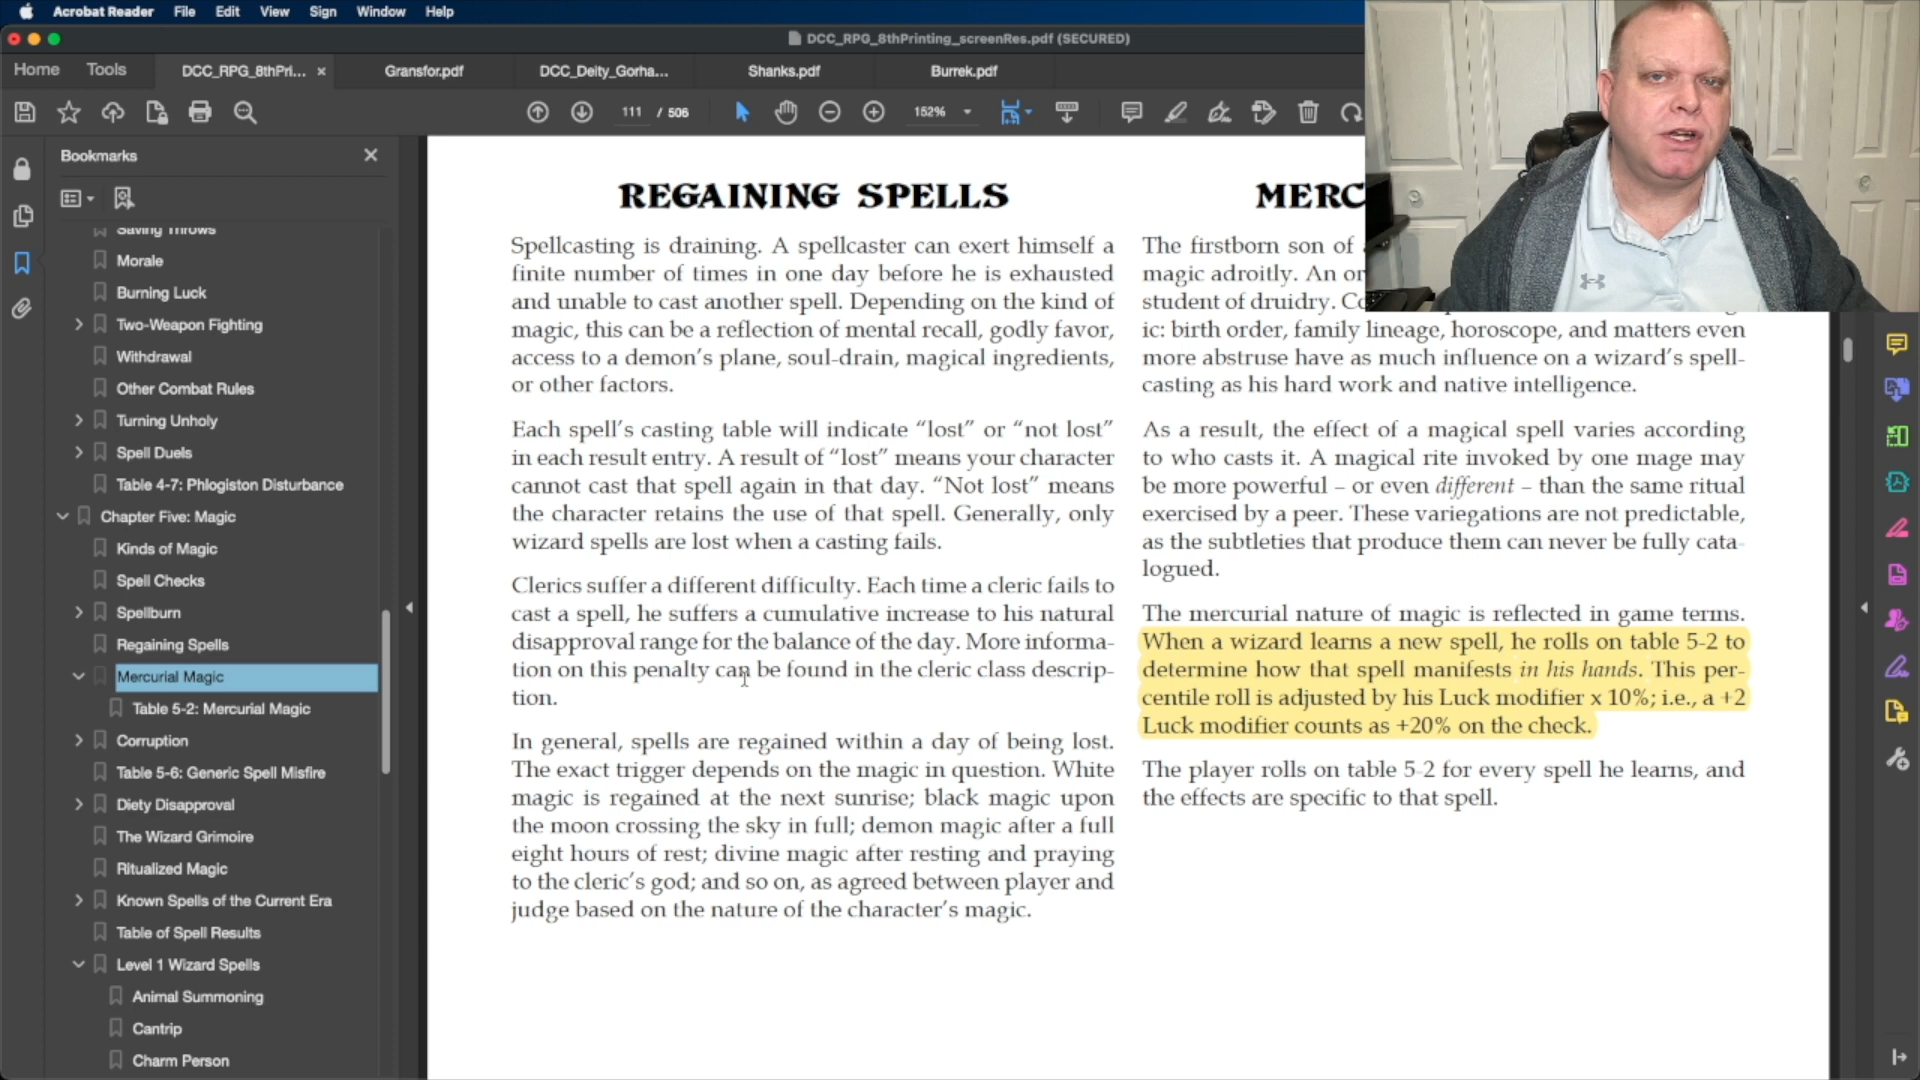 Acrobat Reader File Edit View Sign Window Help
DCC_RPG_8thPrinting_screenRes.pdf (SECURED)
Home Tools DCC_RPG_8thPri... × Gransfor.pdf DCC_Deity_Gorha... Shanks.pdf Burrek.pdf
111 / 506 152%
Bookmarks
Saving Throws
Morale
Burning Luck
Two-Weapon Fighting
Withdrawal
Other Combat Rules
Turning Unholy
Spell Duels
Table 4-7: Phlogiston Disturbance
Chapter Five: Magic
Kinds of Magic
Spell Checks
Spellburn
Regaining Spells
Mercurial Magic
Table 5-2: Mercurial Magic
Corruption
Table 5-6: Generic Spell Misfire
Diety Disapproval
The Wizard Grimoire
Ritualized Magic
Known Spells of the Current Era
Table of Spell Results
Level 1 Wizard Spells
Animal Summoning
Cantrip
Charm Person
REGAINING SPELLS
Spellcasting is draining. A spellcaster can exert himself a
finite number of times in one day before he is exhausted
and unable to cast another spell. Depending on the kind of
magic, this can be a reflection of mental recall, godly favor,
access to a demon's plane, soul-drain, magical ingredients,
or other factors.
Each spell's casting table will indicate "lost" or "not lost"
in each result entry. A result of "lost" means your character
cannot cast that spell again in that day. "Not lost" means
the character retains the use of that spell. Generally, only
wizard spells are lost when a casting fails.
Clerics suffer a different difficulty. Each time a cleric fails to
cast a spell, he suffers a cumulative increase to his natural
disapproval range for the balance of the day. More informa-
tion on this penalty can be found in the cleric class descrip-
tion.
In general, spells are regained within a day of being lost.
The exact trigger depends on the magic in question. White
magic is regained at the next sunrise; black magic upon
the moon crossing the sky in full; demon magic after a full
eight hours of rest; divine magic after resting and praying
to the cleric's god; and so on, as agreed between player and
judge based on the nature of the character's magic.
MERC
The firstborn son of
magic adroitly. An or
student of druidry. Co
ic: birth order, family lineage, horoscope, and matters even
more abstruse have as much influence on a wizard's spell-
casting as his hard work and native intelligence.
As a result, the effect of a magical spell varies according
to who casts it. A magical rite invoked by one mage may
be more powerful – or even different – than the same ritual
exercised by a peer. These variegations are not predictable,
as the subtleties that produce them can never be fully cata-
logued.
The mercurial nature of magic is reflected in game terms.
When a wizard learns a new spell, he rolls on table 5-2 to
determine how that spell manifests in his hands. This per-
centile roll is adjusted by his Luck modifier x 10%; i.e., a +2
Luck modifier counts as +20% on the check.
The player rolls on table 5-2 for every spell he learns, and
the effects are specific to that spell.